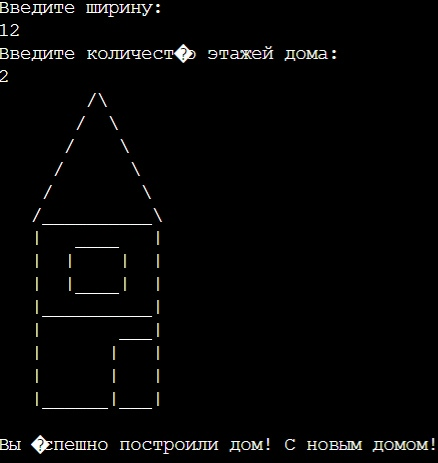 Введите ширину:
12
Введите количест�о этажей дома:
2
Вы �спешно построили дом! С новым домом!